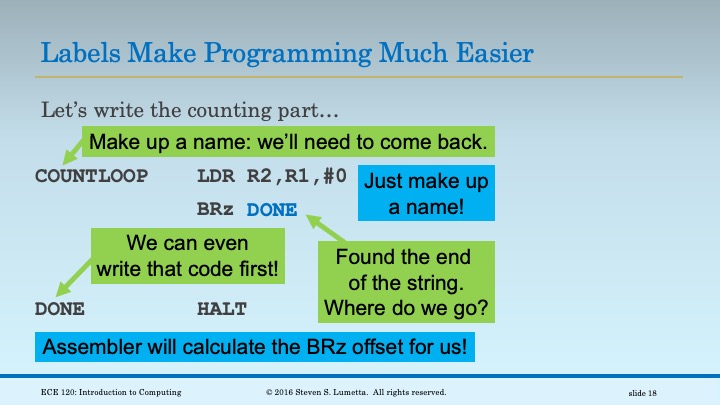 Labels Make Programming Much Easier
Let's write the counting part…
Make up a name: we'll need to come back.
COUNTLOOP LDR R2,R1,#0
Just make up
a name!
BRz DONE
We can even
write that code first!
Found the end
of the string.
Where do we go?
DONE HALT
Assembler will calculate the BRz offset for us!
ECE 120: Introduction to Computing © 2016 Steven S. Lumetta. All rights reserved. slide 18